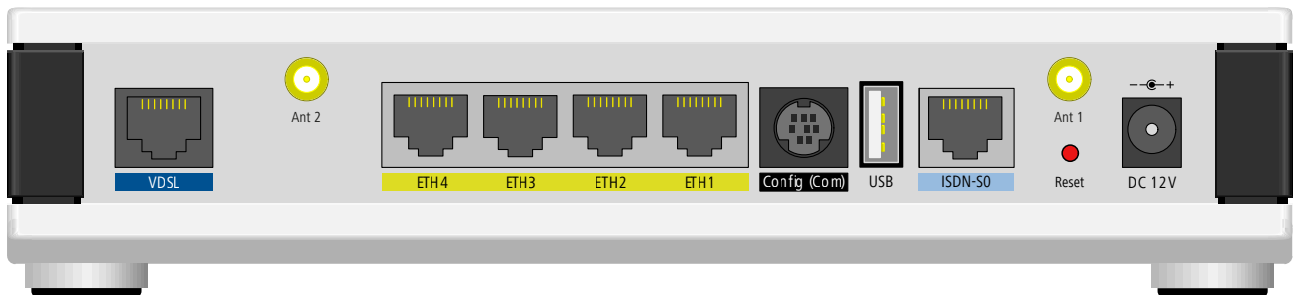 Ant 2
Ant 1
VDSL
ETH4
ETH3
ETH2
ETH1
Config (Com)
USB
ISDN-S0
Reset
DC 12V